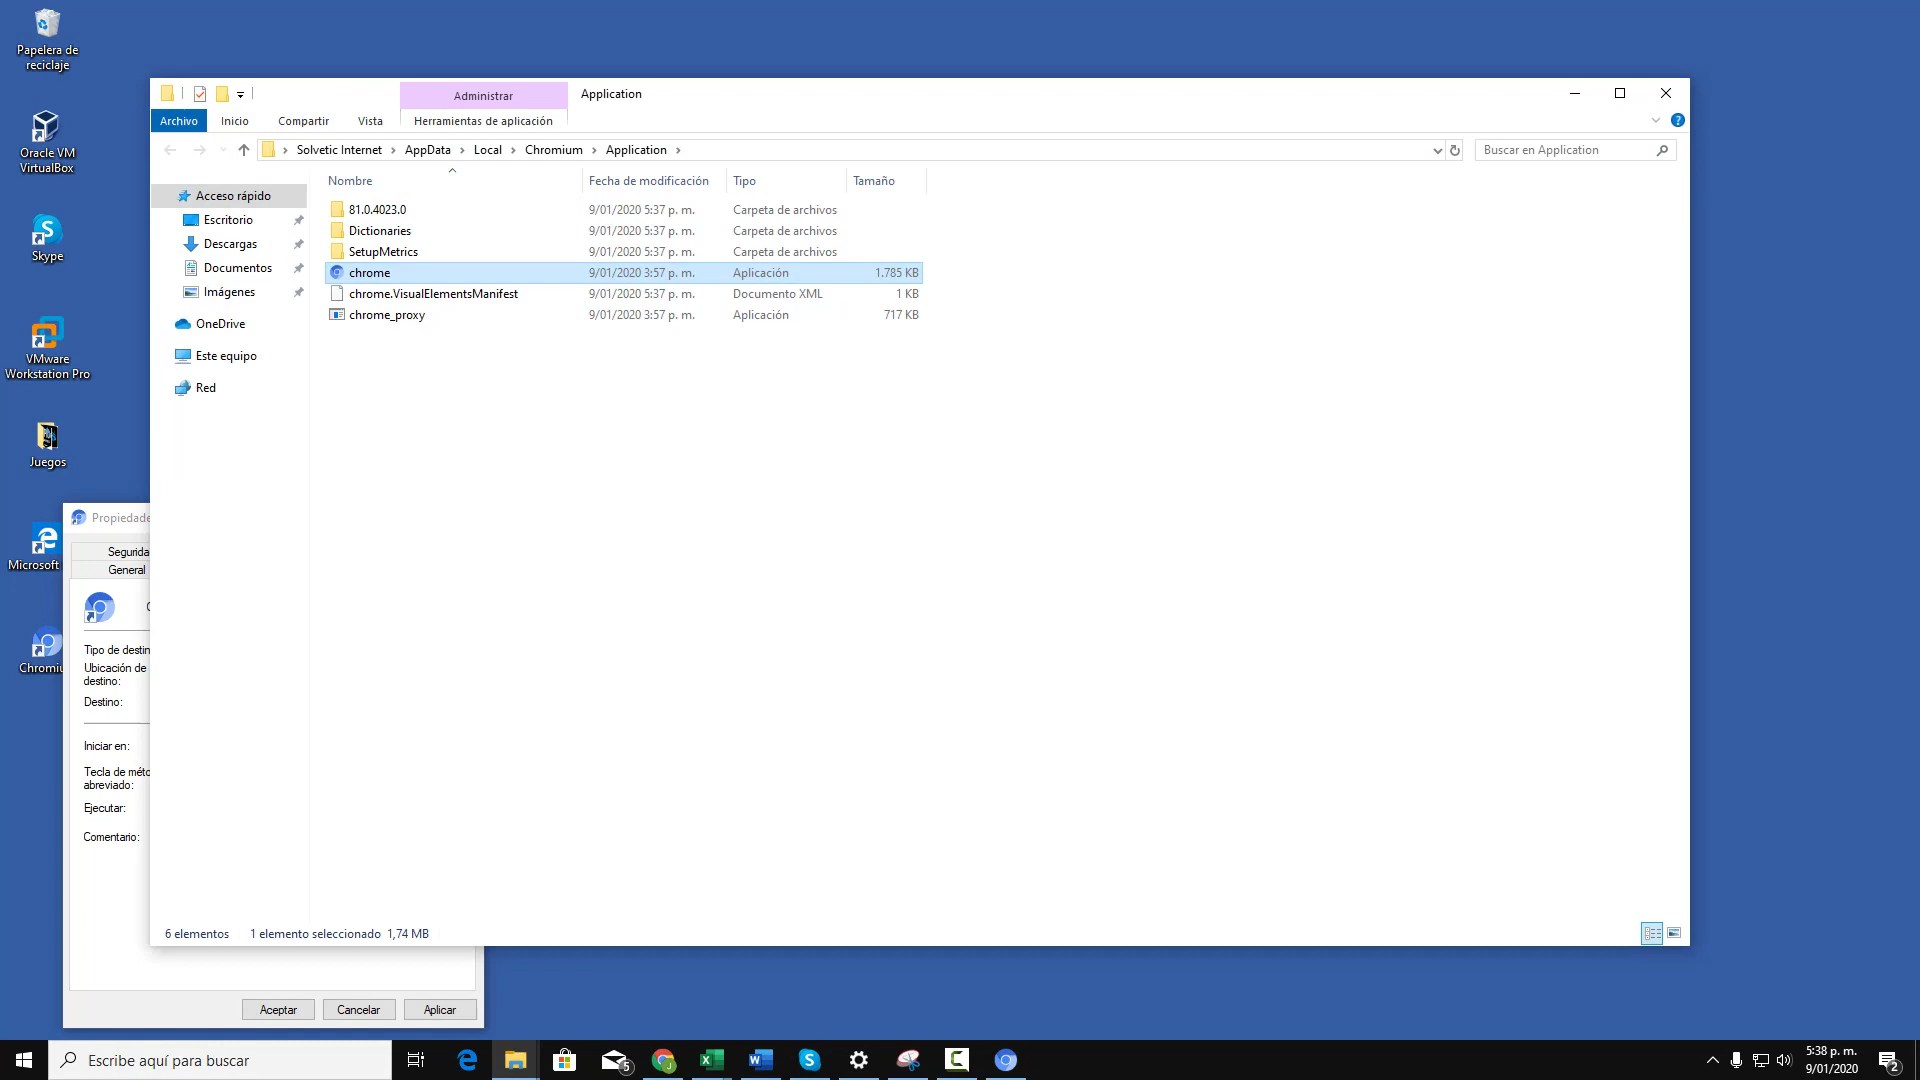 Papelera de
reciclaje
Oracle VM
VirtualBox
Skype
VMware
Workstation Pro
Juegos
Microsoft
Administrar
Application
Archivo
Inicio
Compartir
Vista
Herramientas de aplicación
Solvetic Internet > AppData > Local > Chromium > Application >
Buscar en Application
Acceso rápido
Escritorio
Descargas
Documentos
Imágenes
OneDrive
Este equipo
Red
Nombre Fecha de modificación Tipo Tamaño
81.0.4023.0 9/01/2020 5:37 p. m. Carpeta de archivos
Dictionaries 9/01/2020 5:37 p. m. Carpeta de archivos
SetupMetrics 9/01/2020 5:37 p. m. Carpeta de archivos
chrome 9/01/2020 3:57 p. m. Aplicación 1.785 KB
chrome.VisualElementsManifest 9/01/2020 5:37 p. m. Documento XML 1 KB
chrome_proxy 9/01/2020 3:57 p. m. Aplicación 717 KB
6 elementos 1 elemento seleccionado 1,74 MB
General
Tipo de
Ubicación de
destino:
Destino:
Iniciar en:
Tecla de
abreviado:
Ejecutar:
Comentario:
Aceptar
Cancelar
Aplicar
Escribe aquí para buscar
5
5:38 p. m.
9/01/2020
2